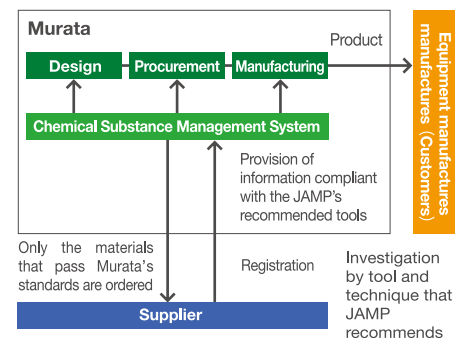 Murata
Product
Design
Procurement
Manufacturing
Chemical Substance Management System
Equipment manufactures
manufactures (Customers)
Provision of
information compliant
with the JAMP's
recommended tools
Only the materials
that pass Murata's
standards are ordered
Registration
Investigation
by tool and
technique that
JAMP
recommends
Supplier